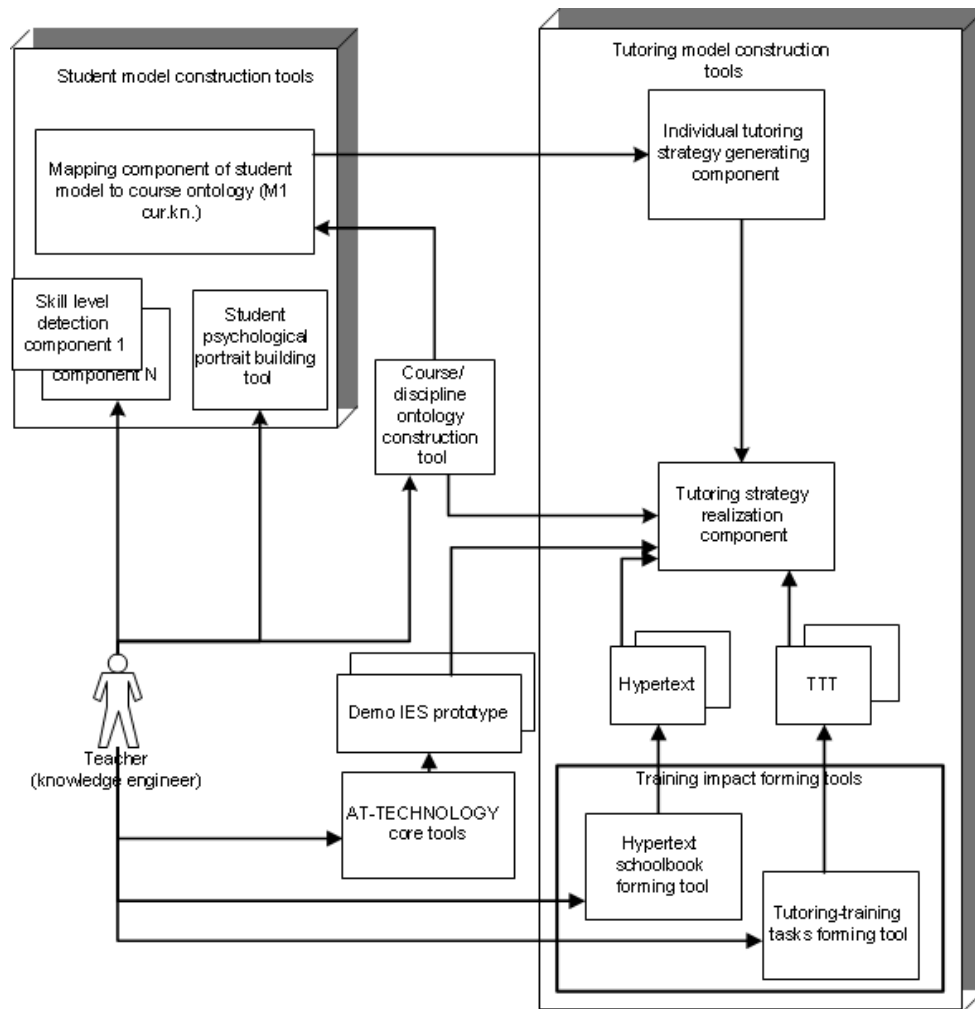 Student model construction tools
Tutoring model construction
tools
Mapping component of student
model to course ontology (M1
cur.kn.)
Individual tutoring
strategy generating
component
Skill level
detection
component 1
component N
Student
psychological
portrait building
tool
Course/
discipline
ontology
construction
tool
Tutoring strategy
realization
component
Hypertext
TTT
Demo IES prototype
Teacher
(knowledge engineer)
AT-TECHNOLOGY
core tools
Training impact forming tools
Hypertext
schoolbook
forming tool
Tutoring-training
tasks forming tool